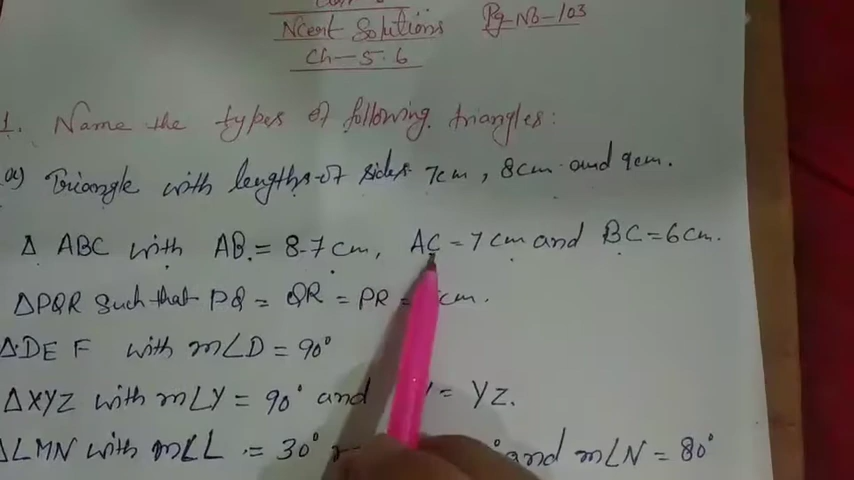 Ncert Solutions Pg-NO-103
Ch-5.6
1. Name the types of following triangles:
a) Triangle with lengths of sides 7cm, 8cm and 9cm.
Δ ABC with AB = 8.7 cm, AC = 7 cm and BC = 6 cm.
ΔPQR Such that PQ = QR = PR = cm.
ΔDEF with m∠D = 90°
ΔXYZ with m∠Y = 90° and = YZ.
ΔLMN with m∠L = 30° and m∠N = 80°